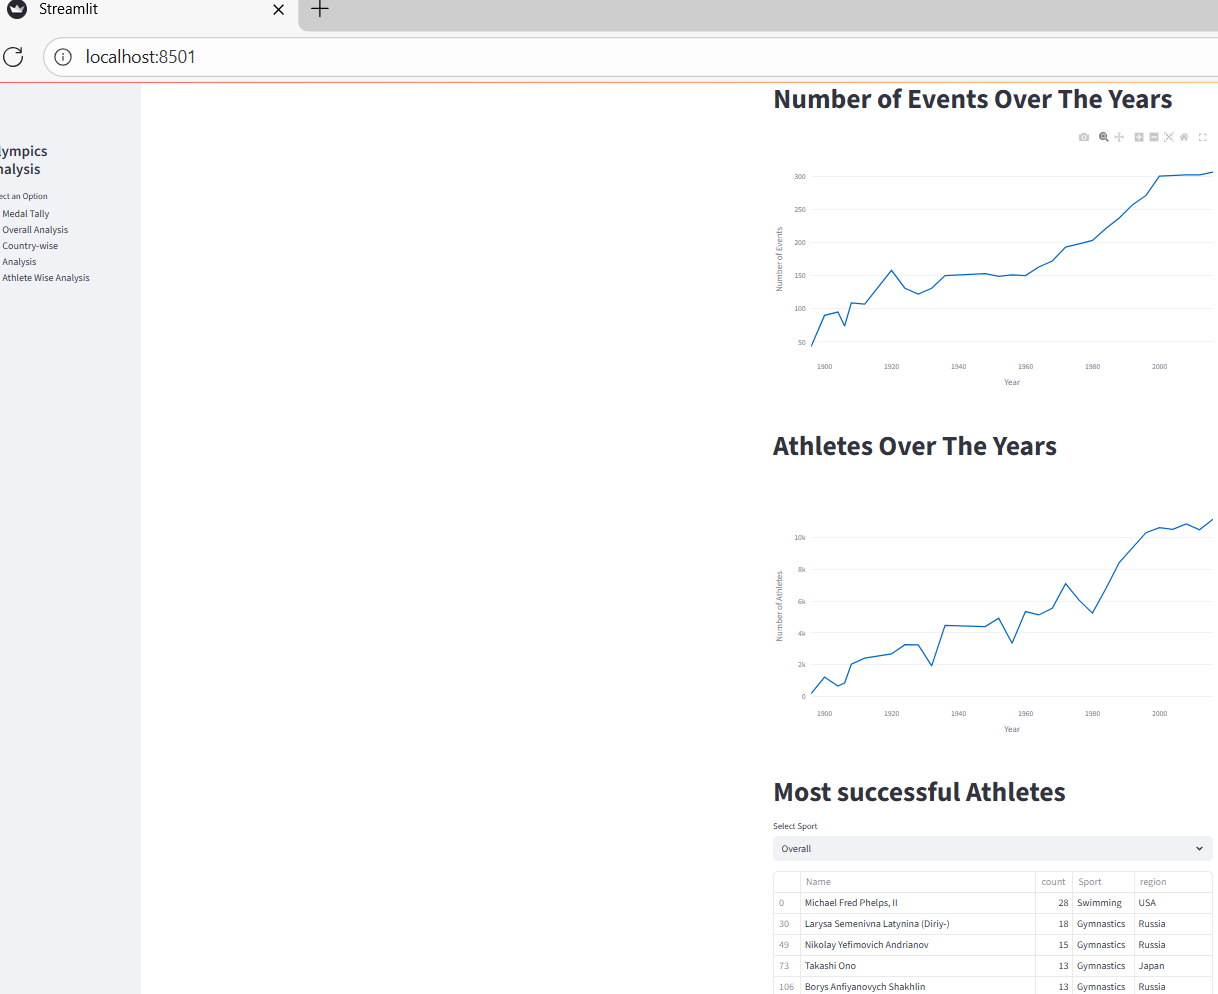 Streamlit
localhost:8501
lympics
nalysis
ect an Option
Medal Tally
Overall Analysis
Country-wise
Analysis
Athlete Wise Analysis
Number of Events Over The Years
300
250
200
150
100
50
Number of Events
1900 1920 1940 1960 1980 2000
Year
Athletes Over The Years
10k
8k
6k
4k
2k
0
Number of Athletes
1900 1920 1940 1960 1980 2000
Year
Most successful Athletes
Select Sport
Overall
Name count Sport region
0 Michael Fred Phelps, II 28 Swimming USA
30 Larysa Semenivna Latynina (Diriy-) 18 Gymnastics Russia
49 Nikolay Yefimovich Andrianov 15 Gymnastics Russia
73 Takashi Ono 13 Gymnastics Japan
106 Borys Anfiyanovych Shakhlin 13 Gymnastics Russia